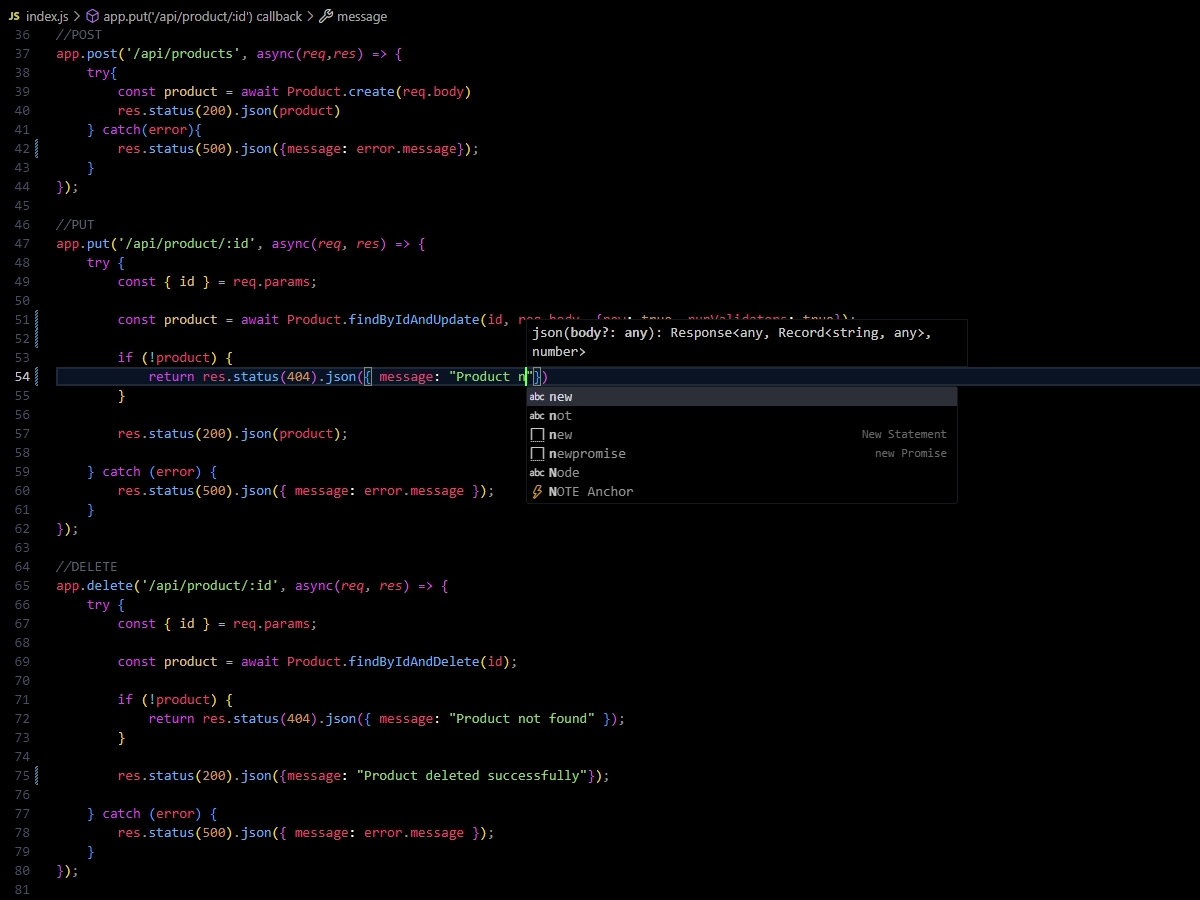 JS index.js > app.put('/api/product/:id') callback > message
36 //POST
37 app.post('/api/products', async(req,res) => {
38 try{
39 const product = await Product.create(req.body)
40 res.status(200).json(product)
41 } catch(error){
42 res.status(500).json({message: error.message});
43 }
44 });
45
46 //PUT
47 app.put('/api/product/:id', async(req, res) => {
48 try {
49 const { id } = req.params;
50
51 const product = await Product.findByIdAndUpdate(id, req.body, {new: true, runValidators: true});
json(body?: any): Response<any, Record<string, any>,
52
number>
53 if (!product) {
54 return res.status(404).json({ message: "Product n"})
55 }
new
56
not
57 res.status(200).json(product);
new New Statement
58
newpromise new Promise
59 } catch (error) {
Node
60 res.status(500).json({ message: error.message });
NOTE Anchor
61 }
62 });
63
64 //DELETE
65 app.delete('/api/product/:id', async(req, res) => {
66 try {
67 const { id } = req.params;
68
69 const product = await Product.findByIdAndDelete(id);
70
71 if (!product) {
72 return res.status(404).json({ message: "Product not found" });
73 }
74
75 res.status(200).json({message: "Product deleted successfully"});
76
77 } catch (error) {
78 res.status(500).json({ message: error.message });
79 }
80 });
81